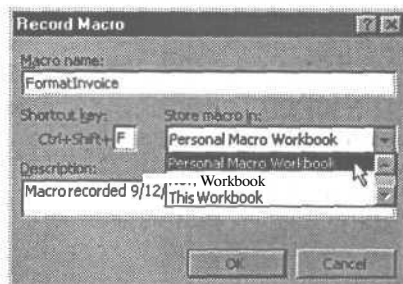 Record Macro
Macro name:
FormatInvoice
Shortcut key:
Store macro in:
Ctrl+Shift+ F
Personal Macro Workbook
Personal Macro Workbook
Description:
Workbook
Macro recorded 9/12/
This Workbook
OK
Cancel